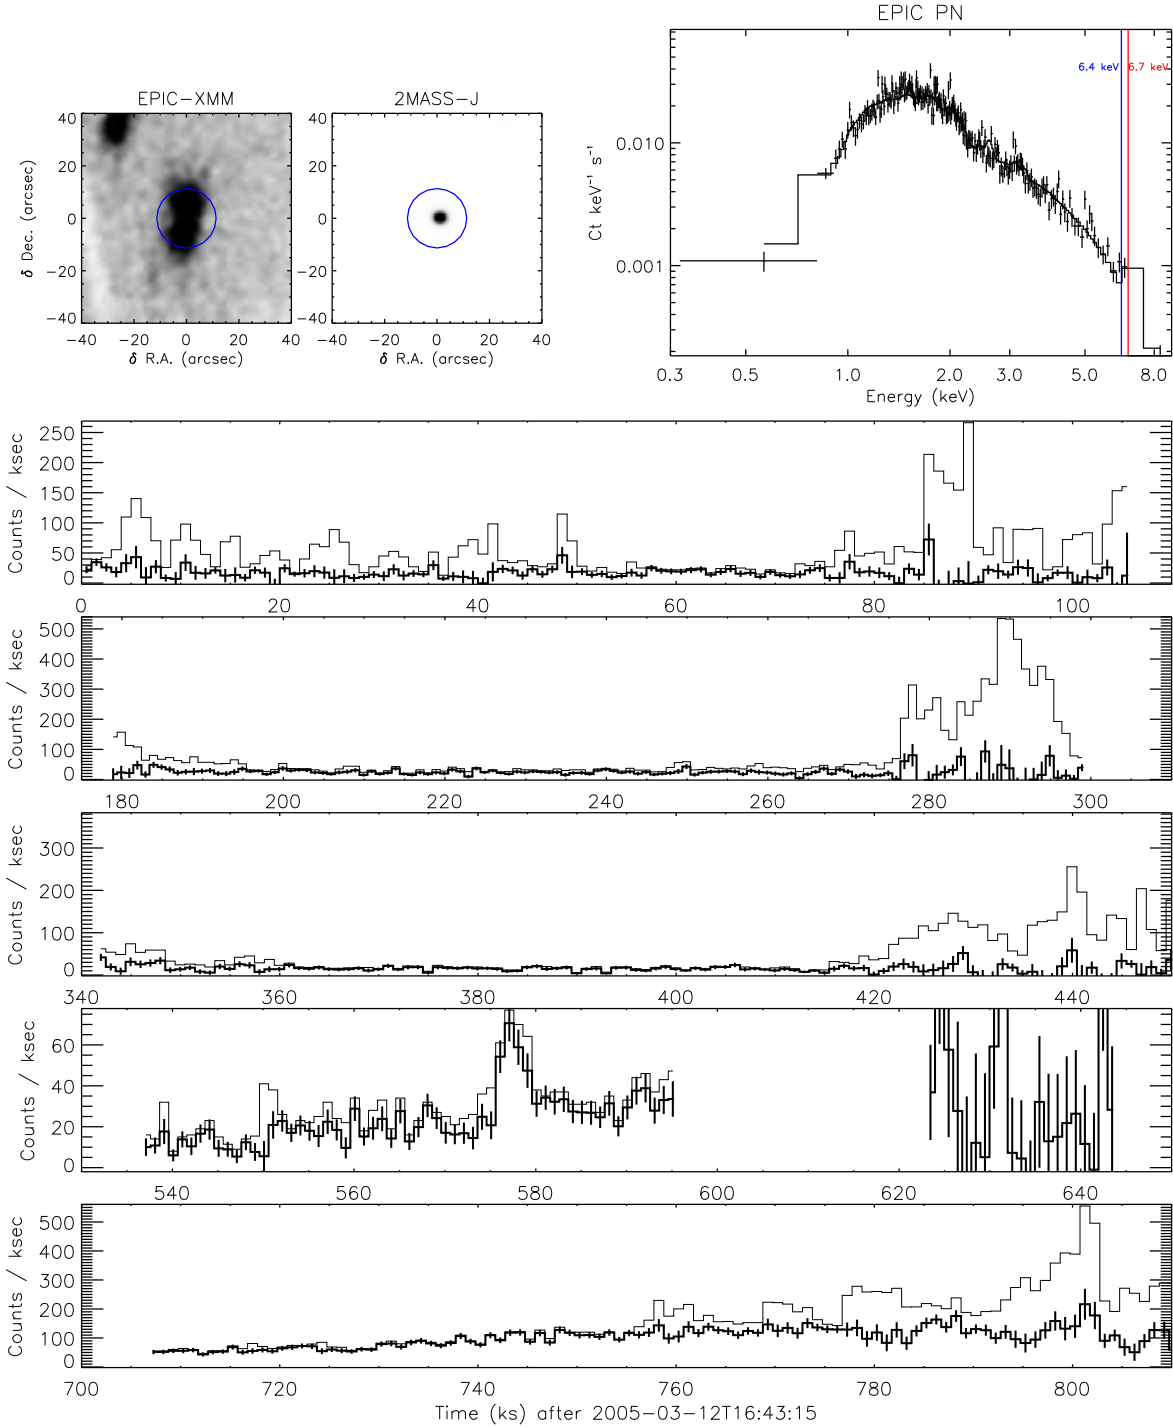 EPIC PN
EPIC−XMM
2MASS−J
40
20
0
−20
−40
δ Dec. (arcsec)
−40 −20 0 20 40
δ R.A. (arcsec)
40
20
0
−20
−40
−40 −20 0 20 40
δ R.A. (arcsec)
6.4 keV
6.7 keV
0.010
0.001
Ct keV⁻¹ s⁻¹
0.3 0.5 1.0 2.0 3.0 5.0 8.0
Energy (keV)
Counts / ksec
250
200
150
100
50
0
0 20 40 60 80 100
Counts / ksec
500
400
300
200
100
0
180 200 220 240 260 280 300
Counts / ksec
300
200
100
0
340 360 380 400 420 440
Counts / ksec
60
40
20
0
540 560 580 600 620 640
Counts / ksec
500
400
300
200
100
0
700 720 740 760 780 800
Time (ks) after 2005−03−12T16:43:15